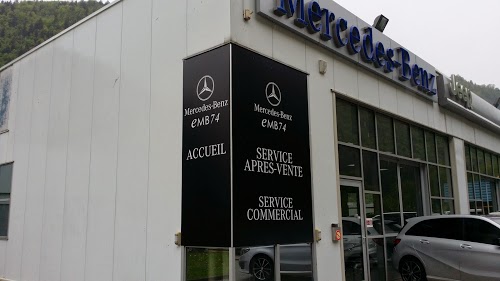 Mercedes-Benz
Mercedes-Benz
eMB74
ACCUEIL
Mercedes-Benz
eMB74
SERVICE
APRES-VENTE
SERVICE
COMMERCIAL